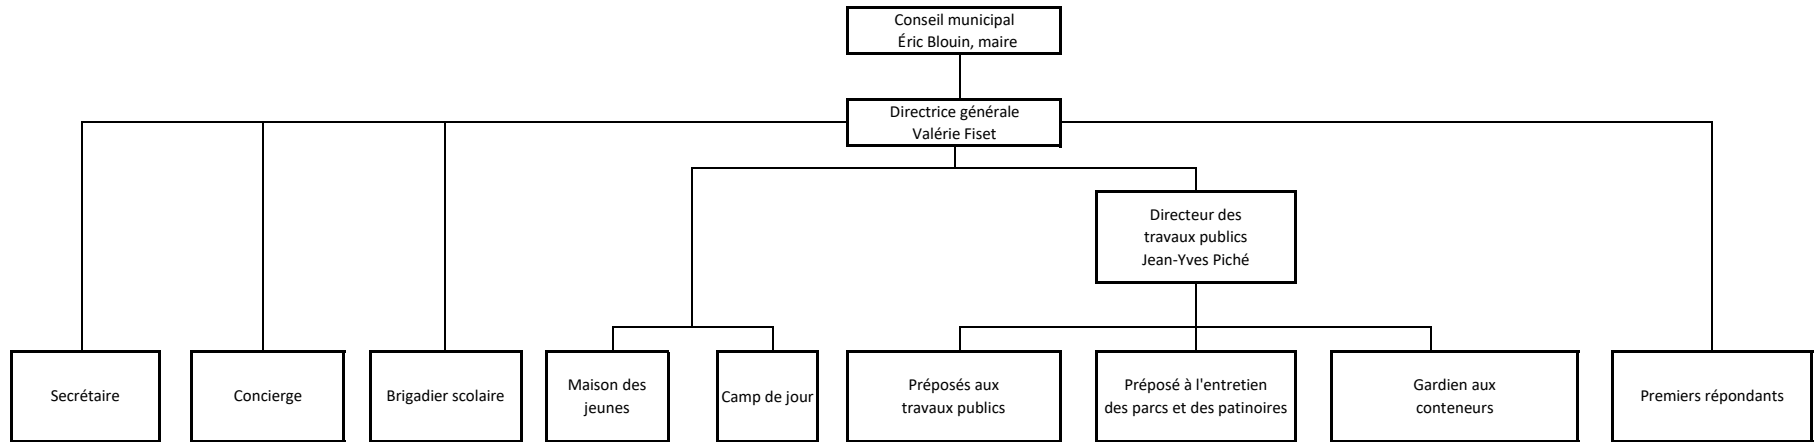 Conseil municipal
Éric Blouin, maire
Directrice générale
Valérie Fiset
Directeur des
travaux publics
Jean-Yves Piché
Secrétaire
Concierge
Brigadier scolaire
Maison des
jeunes
Camp de jour
Préposés aux
travaux publics
Préposé à l'entretien
des parcs et des patinoires
Gardien aux
conteneurs
Premiers répondants